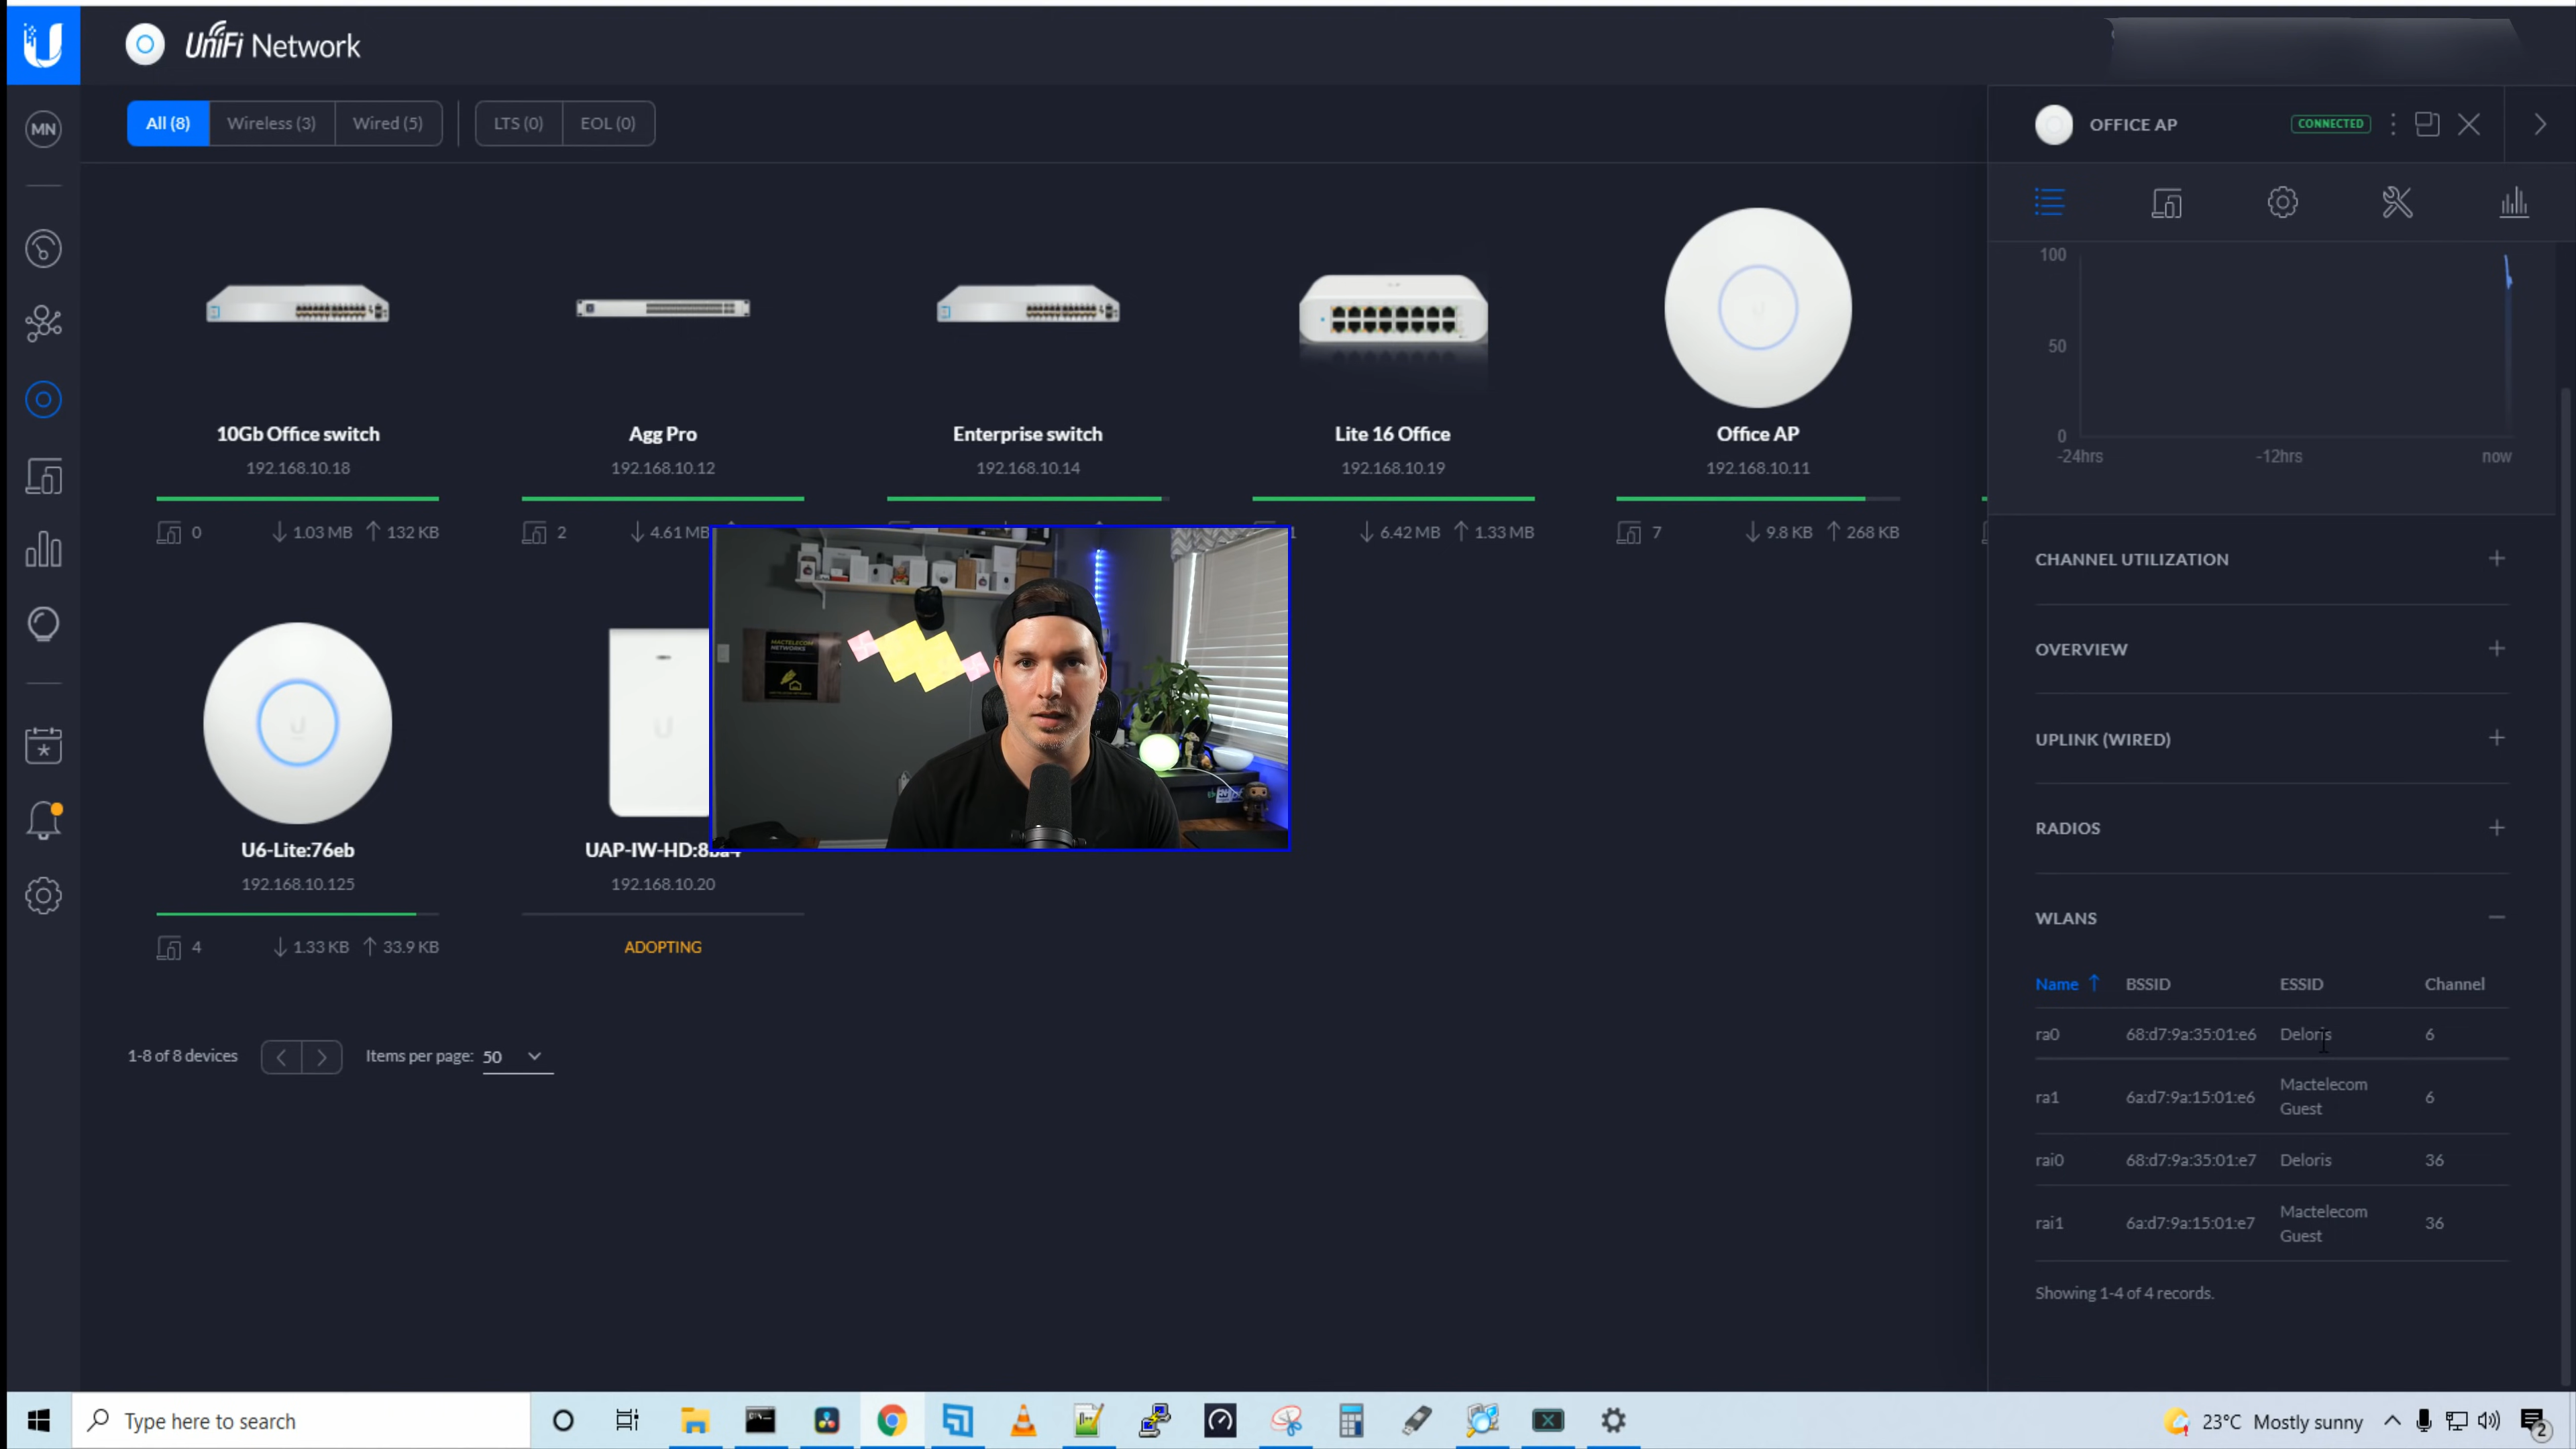 UniFi Network
MN
All (8)
Wireless (3)
Wired (5)
LTS (0)
EOL (0)
OFFICE AP
CONNECTED
100
50
0
-24hrs
-12hrs
now
10Gb Office switch
192.168.10.18
0
1.03 MB
132 KB
Agg Pro
192.168.10.12
2
4.61 MB
Enterprise switch
192.168.10.14
Lite 16 Office
192.168.10.19
1
6.42 MB
1.33 MB
Office AP
192.168.10.11
7
9.8 KB
268 KB
MACTELECOM
NETWORKS
U6-Lite:76eb
192.168.10.125
4
1.33 KB
33.9 KB
192.168.10.20
ADOPTING
1-8 of 8 devices
Items per page: 50
CHANNEL UTILIZATION
OVERVIEW
UPLINK (WIRED)
RADIOS
WLANS
Name BSSID ESSID Channel
ra0 68:d7:9a:35:01:e6 Deloris 6
ra1 6a:d7:9a:15:01:e6 Mactelecom Guest 6
rai0 68:d7:9a:35:01:e7 Deloris 36
rai1 6a:d7:9a:15:01:e7 Mactelecom Guest 36
Showing 1-4 of 4 records.
Type here to search
23°C Mostly sunny
2